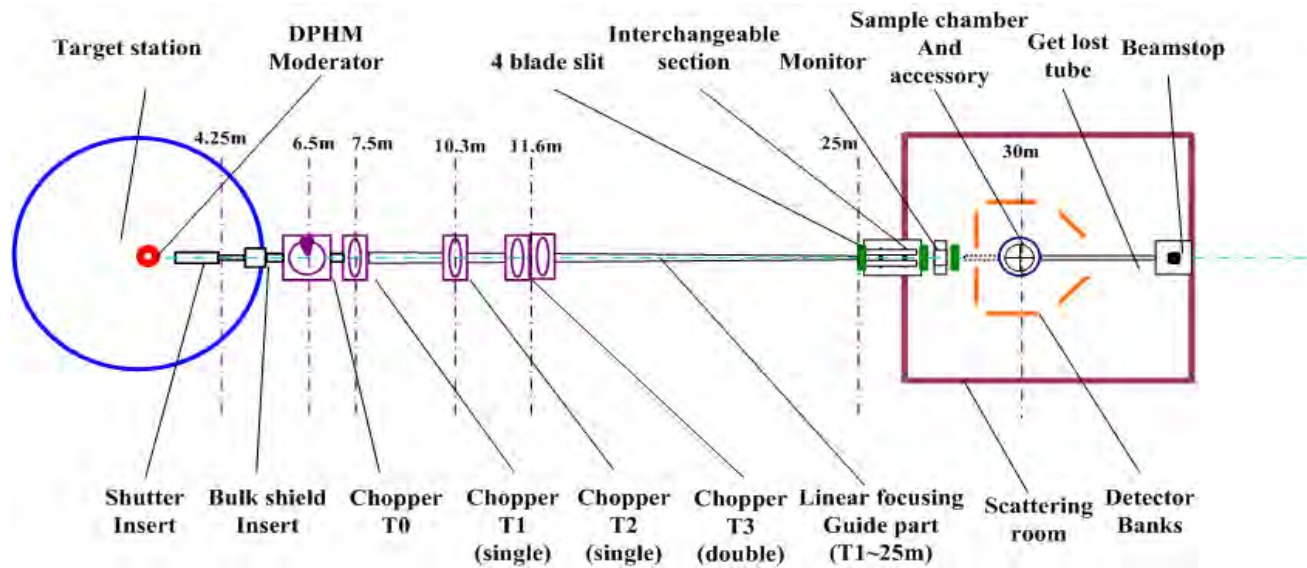 Target station
DPHM
Moderator
4 blade slit
Interchangeable
section
Monitor
Sample chamber
And
accessory
Get lost
tube
Beamstop
4.25m
6.5m
7.5m
10.3m
11.6m
25m
30m
Shutter
Insert
Bulk shield
Insert
Chopper
T0
Chopper
T1
(single)
Chopper
T2
(single)
Chopper
T3
(double)
Linear focusing
Guide part
(T1~25m)
Scattering
room
Detector
Banks